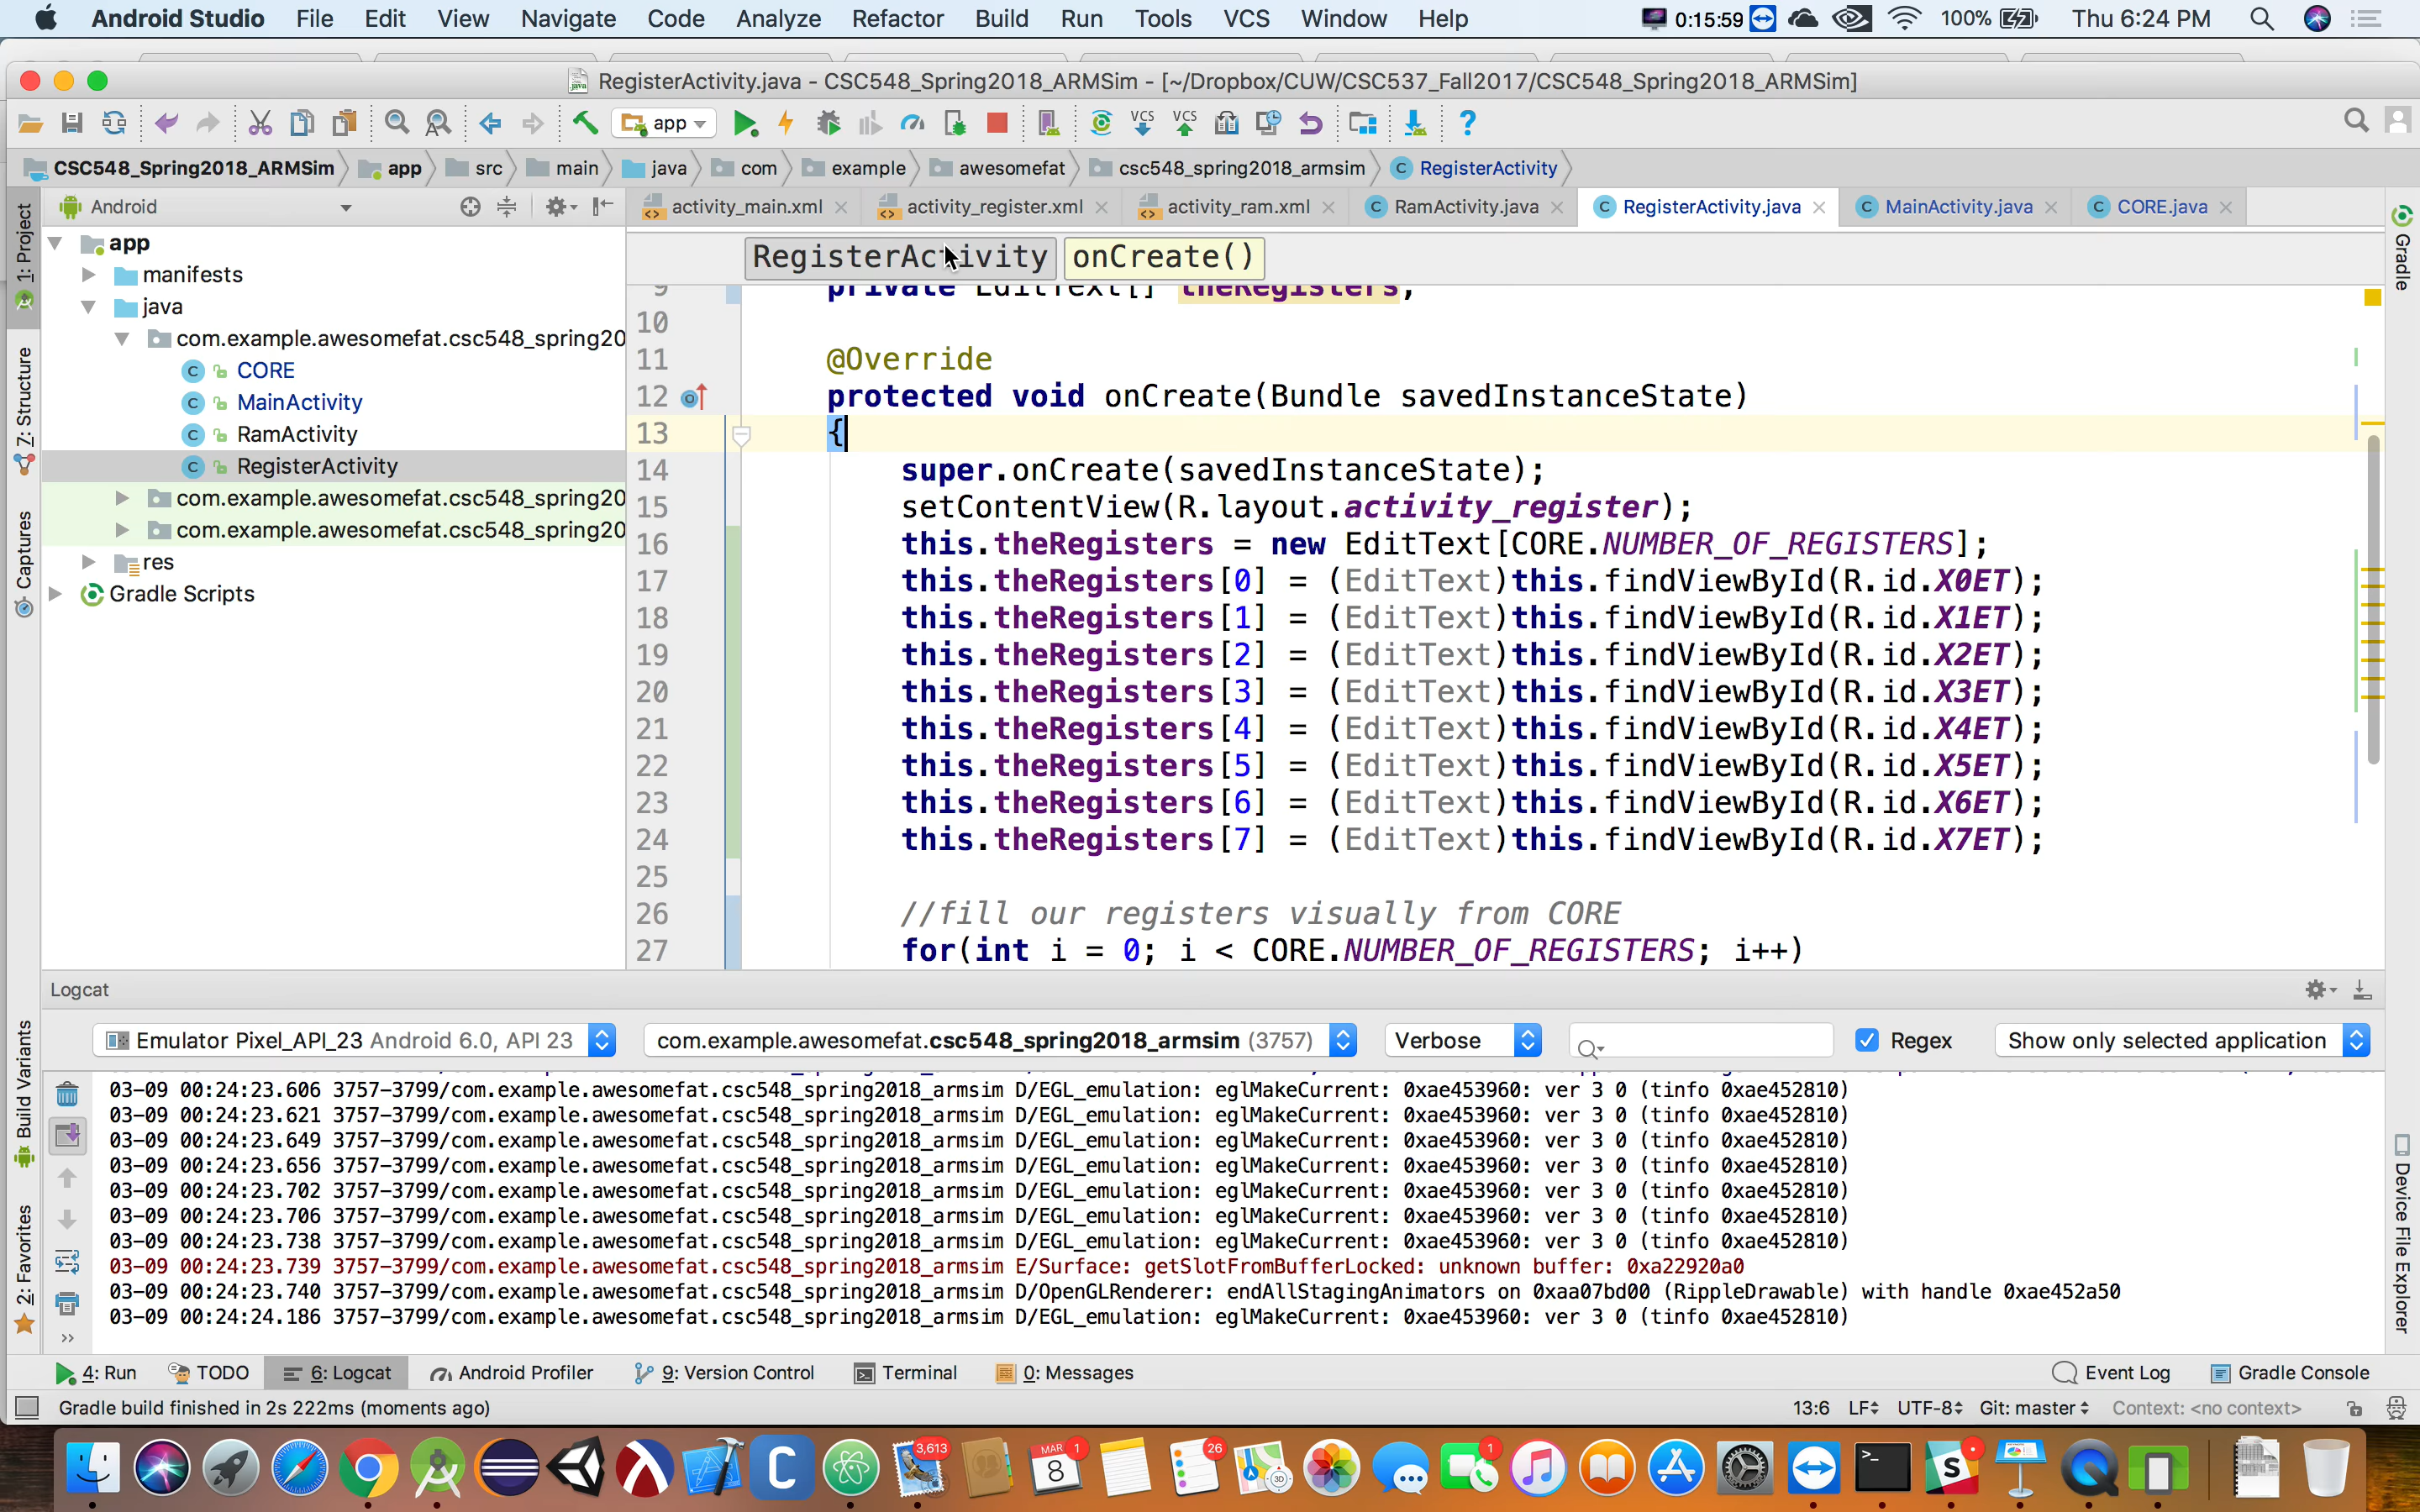 Android Studio File Edit View Navigate Code Analyze Refactor Build Run Tools VCS Window Help 0:15:59 100% Thu 6:24 PM
RegisterActivity.java - CSC548_Spring2018_ARMSim - [~/Dropbox/CUW/CSC537_Fall2017/CSC548_Spring2018_ARMSim]
app VCS VCS ?
CSC548_Spring2018_ARMSim app src main java com example awesomefat csc548_spring2018_armsim RegisterActivity
Android activity_main.xml activity_register.xml activity_ram.xml RamActivity.java RegisterActivity.java MainActivity.java CORE.java
1: Project
7: Structure
Captures
Build Variants
2: Favorites
Gradle
Device File Explorer
app
manifests
java
com.example.awesomefat.csc548_spring20
CORE
MainActivity
RamActivity
RegisterActivity
com.example.awesomefat.csc548_spring20
com.example.awesomefat.csc548_spring20
res
Gradle Scripts
RegisterActivity onCreate()
9 private EditText[] theRegisters;
10
11 @Override
12 protected void onCreate(Bundle savedInstanceState)
13 {
14 super.onCreate(savedInstanceState);
15 setContentView(R.layout.activity_register);
16 this.theRegisters = new EditText[CORE.NUMBER_OF_REGISTERS];
17 this.theRegisters[0] = (EditText)this.findViewById(R.id.X0ET);
18 this.theRegisters[1] = (EditText)this.findViewById(R.id.X1ET);
19 this.theRegisters[2] = (EditText)this.findViewById(R.id.X2ET);
20 this.theRegisters[3] = (EditText)this.findViewById(R.id.X3ET);
21 this.theRegisters[4] = (EditText)this.findViewById(R.id.X4ET);
22 this.theRegisters[5] = (EditText)this.findViewById(R.id.X5ET);
23 this.theRegisters[6] = (EditText)this.findViewById(R.id.X6ET);
24 this.theRegisters[7] = (EditText)this.findViewById(R.id.X7ET);
25
26 //fill our registers visually from CORE
27 for(int i = 0; i < CORE.NUMBER_OF_REGISTERS; i++)
Logcat
Emulator Pixel_API_23 Android 6.0, API 23 com.example.awesomefat.csc548_spring2018_armsim (3757) Verbose Regex Show only selected application
03-09 00:24:23.606 3757-3799/com.example.awesomefat.csc548_spring2018_armsim D/EGL_emulation: eglMakeCurrent: 0xae453960: ver 3 0 (tinfo 0xae452810)
03-09 00:24:23.621 3757-3799/com.example.awesomefat.csc548_spring2018_armsim D/EGL_emulation: eglMakeCurrent: 0xae453960: ver 3 0 (tinfo 0xae452810)
03-09 00:24:23.649 3757-3799/com.example.awesomefat.csc548_spring2018_armsim D/EGL_emulation: eglMakeCurrent: 0xae453960: ver 3 0 (tinfo 0xae452810)
03-09 00:24:23.656 3757-3799/com.example.awesomefat.csc548_spring2018_armsim D/EGL_emulation: eglMakeCurrent: 0xae453960: ver 3 0 (tinfo 0xae452810)
03-09 00:24:23.702 3757-3799/com.example.awesomefat.csc548_spring2018_armsim D/EGL_emulation: eglMakeCurrent: 0xae453960: ver 3 0 (tinfo 0xae452810)
03-09 00:24:23.706 3757-3799/com.example.awesomefat.csc548_spring2018_armsim D/EGL_emulation: eglMakeCurrent: 0xae453960: ver 3 0 (tinfo 0xae452810)
03-09 00:24:23.738 3757-3799/com.example.awesomefat.csc548_spring2018_armsim D/EGL_emulation: eglMakeCurrent: 0xae453960: ver 3 0 (tinfo 0xae452810)
03-09 00:24:23.739 3757-3799/com.example.awesomefat.csc548_spring2018_armsim E/Surface: getSlotFromBufferLocked: unknown buffer: 0xa22920a0
03-09 00:24:23.740 3757-3799/com.example.awesomefat.csc548_spring2018_armsim D/OpenGLRenderer: endAllStagingAnimators on 0xaa07bd00 (RippleDrawable) with handle 0xae452a50
03-09 00:24:24.186 3757-3799/com.example.awesomefat.csc548_spring2018_armsim D/EGL_emulation: eglMakeCurrent: 0xae453960: ver 3 0 (tinfo 0xae452810)
4: Run TODO 6: Logcat Android Profiler 9: Version Control Terminal 0: Messages Event Log Gradle Console
Gradle build finished in 2s 222ms (moments ago) 13:6 LF UTF-8 Git: master Context: <no context>
3,613 MAR 8 1 26 3D 1 S